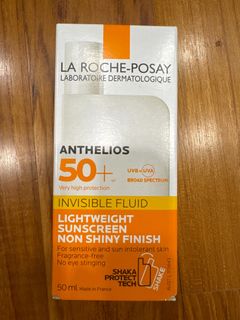 LA ROCHE-POSAY
LABORATOIRE DERMATOLOGIQUE
ANTHELIOS
50+
Very high protection
UVB+UVA
BROAD SPECTRUM
INVISIBLE FLUID
LIGHTWEIGHT
SUNSCREEN
NON SHINY FINISH
For sensitive and sun intolerant skin
Fragrance-free
No eye stinging
SHAKA
PROTECT
TECH
SHAKE
50 ml Made in France